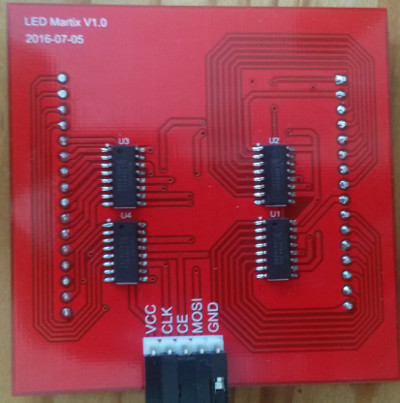 LED Martix V1.0
2016-07-05
U3
U2
U4
U1
VCC
CLK
CE
MOSI
GND